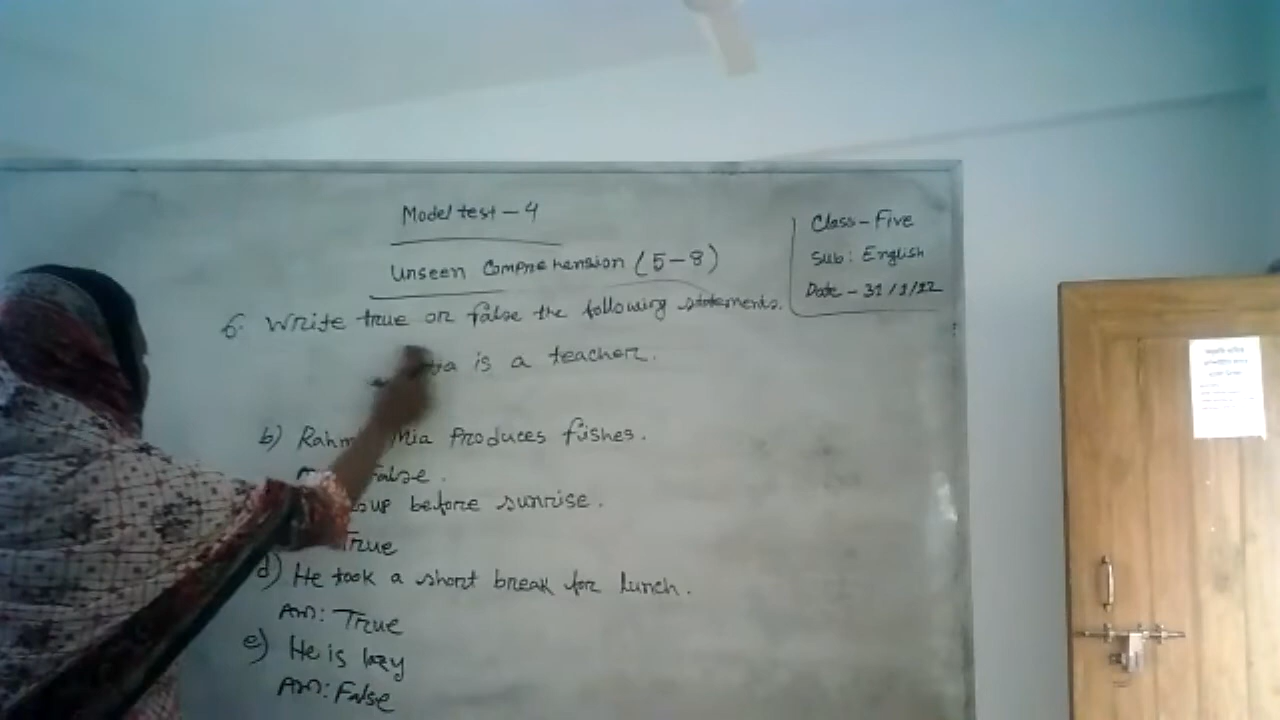 Model test - 4
Unseen Comprehension (5-8)
Class - Five
Sub: English
Date - 31/1/22
6. Write true or false the following statements.
is a teacher.
b) Rahm Mia Produces fishes.
False.
up before sunrise.
True
d) He took a short break for lunch.
Ans: True
e) He is lazy
Ans: False